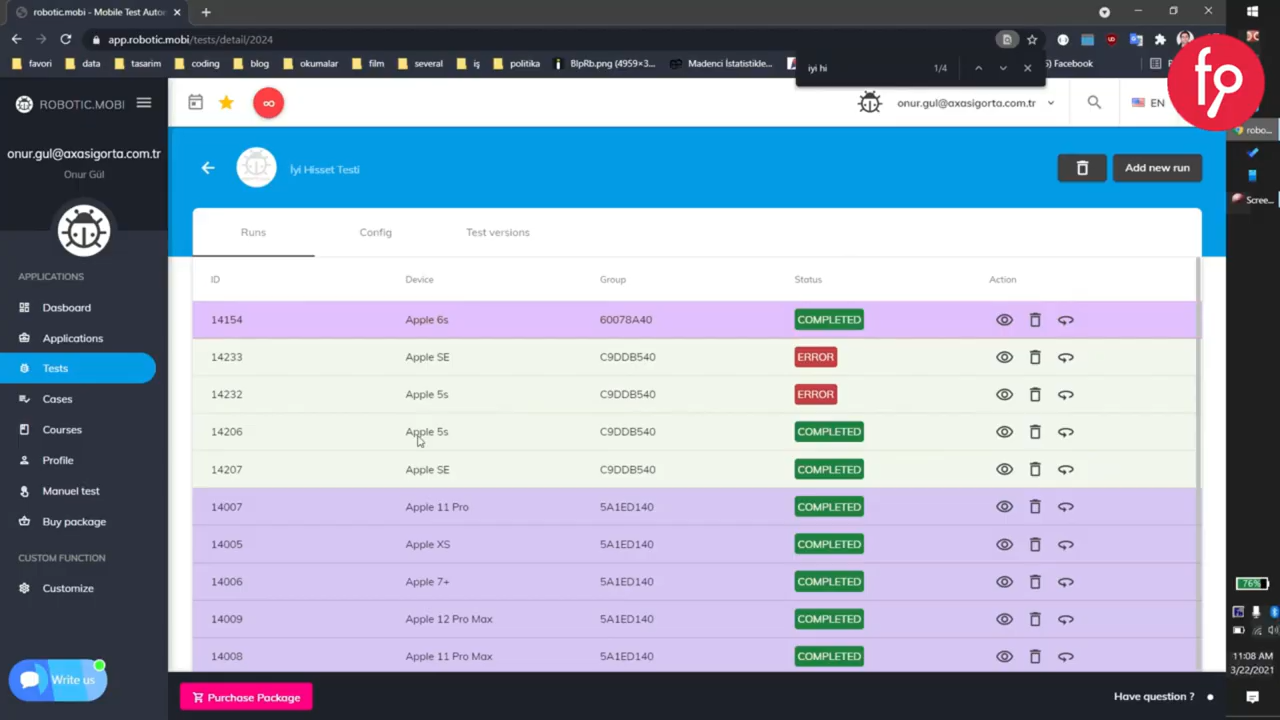 robotic.mobi - Mobile Test Auto
app.robotic.mobi/tests/detail/2024
favori
data
tasarim
coding
blog
okumalar
film
several
iş
politika
BlpRb.png (4959×3...
Madenci İstatistikle...
Facebook
iyi hi
1/4
fp
ROBOTIC.MOBI
onur.gul@axasigorta.com.tr
EN
onur.gul@axasigorta.com.tr
Onur Gül
İyi Hisset Testi
Add new run
robo...
Scree...
Runs
Config
Test versions
APPLICATIONS
Dasboard
Applications
Tests
Cases
Courses
Profile
Manuel test
Buy package
CUSTOM FUNCTION
Customize
ID Device Group Status Action
14154 Apple 6s 60078A40 COMPLETED
14233 Apple SE C9DDB540 ERROR
14232 Apple 5s C9DDB540 ERROR
14206 Apple 5s C9DDB540 COMPLETED
14207 Apple SE C9DDB540 COMPLETED
14007 Apple 11 Pro 5A1ED140 COMPLETED
14005 Apple XS 5A1ED140 COMPLETED
14006 Apple 7+ 5A1ED140 COMPLETED
14009 Apple 12 Pro Max 5A1ED140 COMPLETED
14008 Apple 11 Pro Max 5A1ED140 COMPLETED
Write us
Purchase Package
Have question ?
76%
11:08 AM
3/22/2021